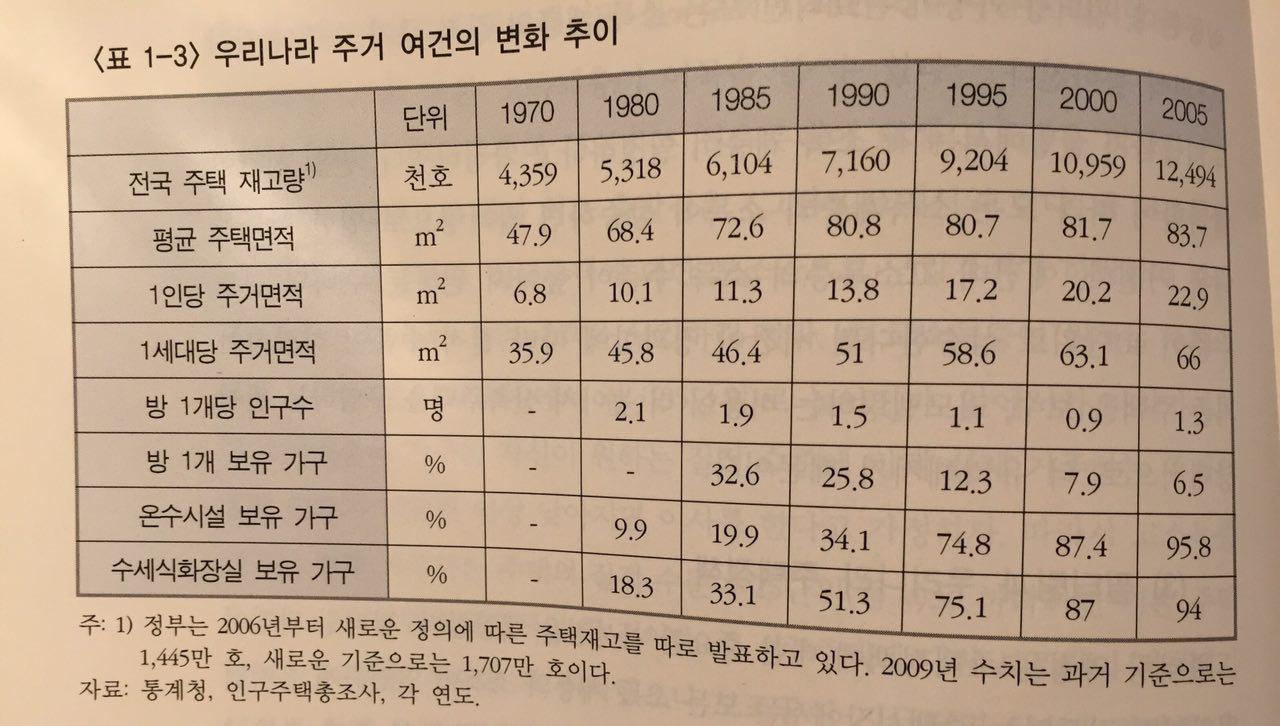 〈표 1-3〉 우리나라 주거 여건의 변화 추이
단위 1970 1980 1985 1990 1995 2000 2005
전국 주택 재고량1) 천호 4,359 5,318 6,104 7,160 9,204 10,959 12,494
평균 주택면적 m2 47.9 68.4 72.6 80.8 80.7 81.7 83.7
1인당 주거면적 m2 6.8 10.1 11.3 13.8 17.2 20.2 22.9
1세대당 주거면적 m2 35.9 45.8 46.4 51 58.6 63.1 66
방 1개당 인구수 명 - 2.1 1.9 1.5 1.1 0.9 1.3
방 1개 보유 가구 % - - 32.6 25.8 12.3 7.9 6.5
온수시설 보유 가구 % - 9.9 19.9 34.1 74.8 87.4 95.8
수세식화장실 보유 가구 % - 18.3 33.1 51.3 75.1 87 94
주: 1) 정부는 2006년부터 새로운 정의에 따른 주택재고를 따로 발표하고 있다. 2009년 수치는 과거 기준으로는
1,445만 호, 새로운 기준으로는 1,707만 호이다.
자료: 통계청, 인구주택총조사, 각 연도.